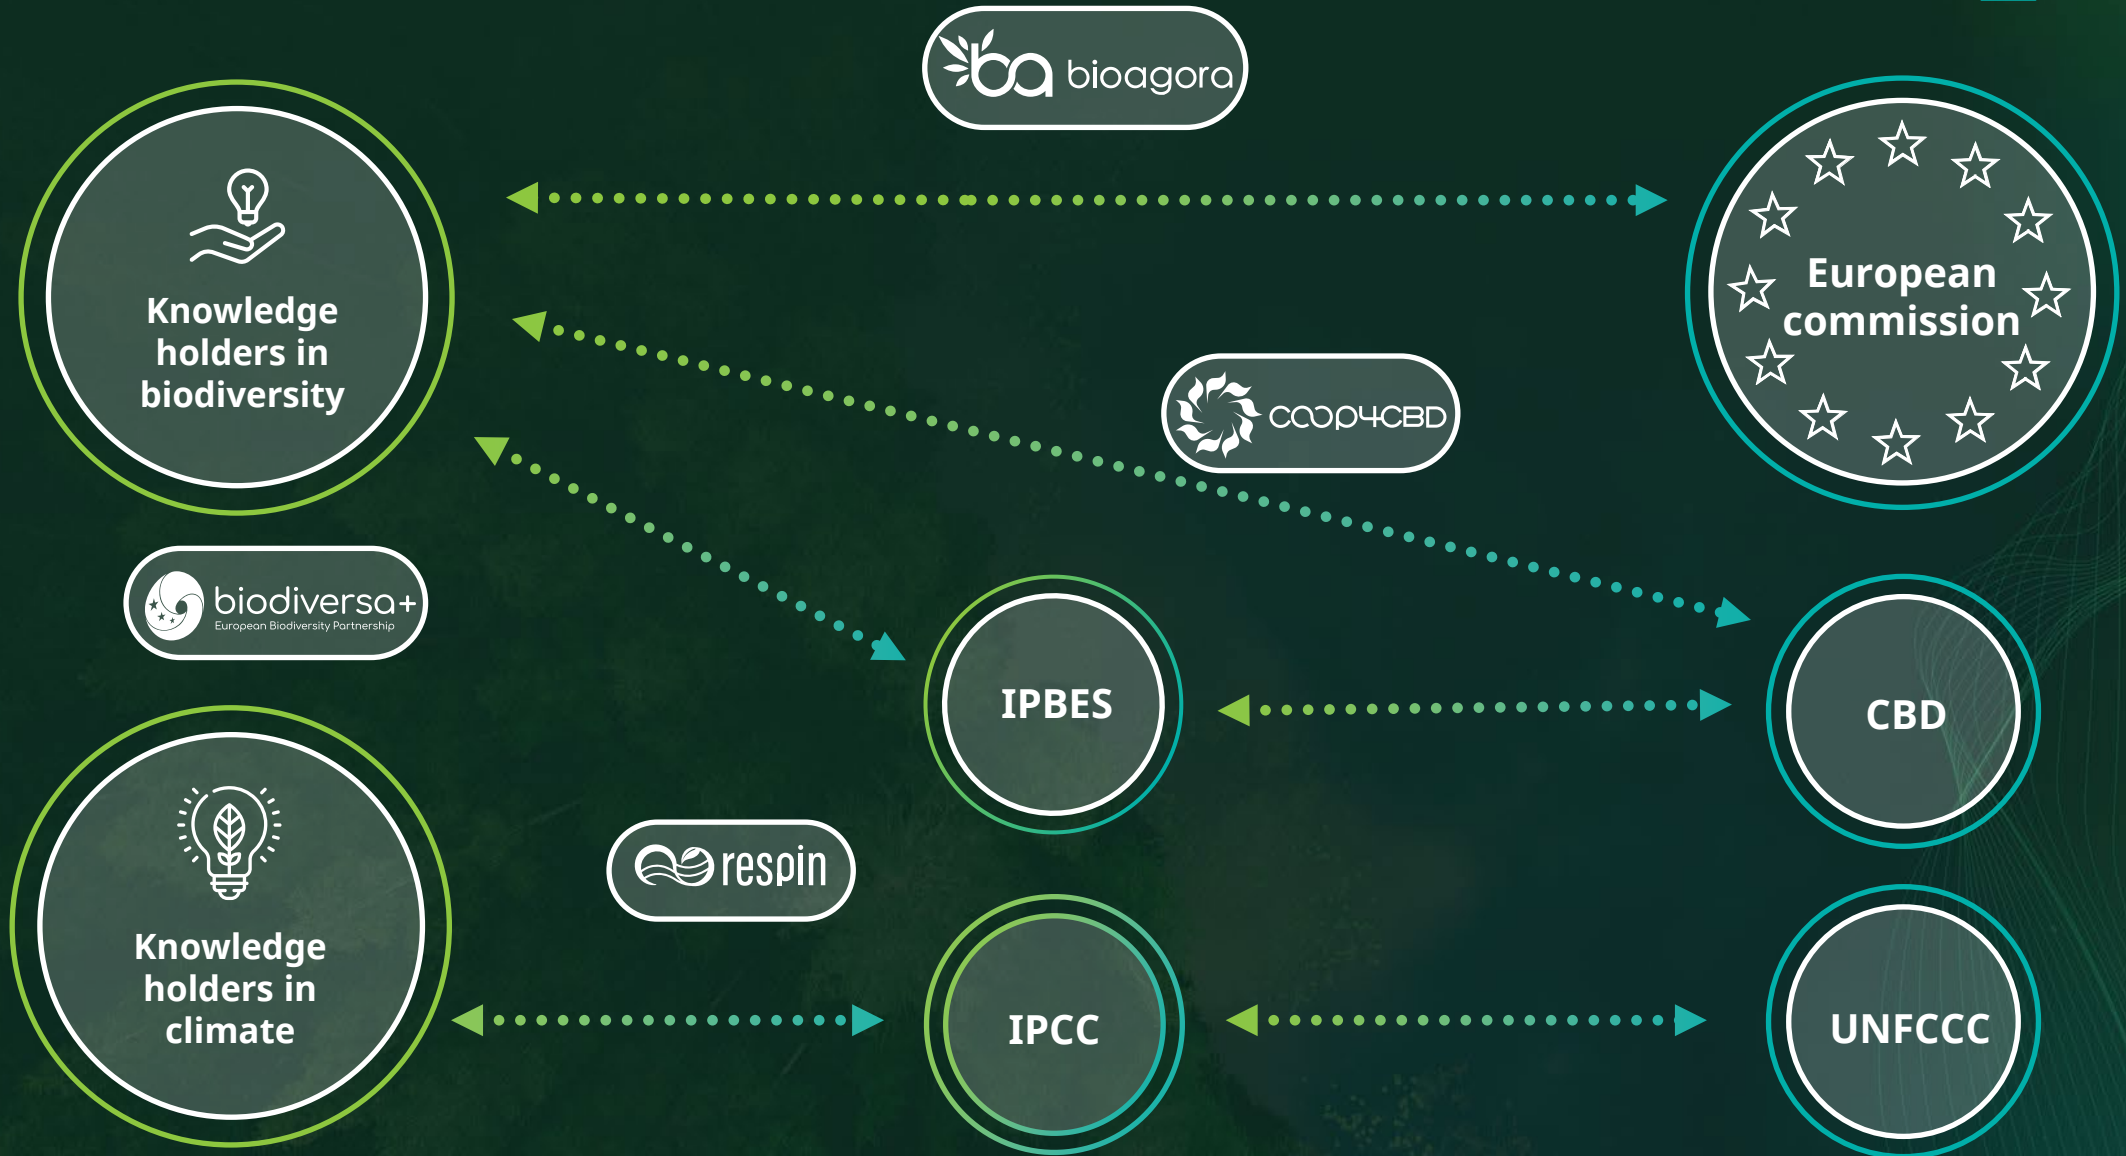 ba bioagora
Knowledge
holders in
biodiversity
European
commission
coop4CBD
biodiversa+
European Biodiversity Partnership
IPBES
CBD
respin
Knowledge
holders in
climate
IPCC
UNFCCC